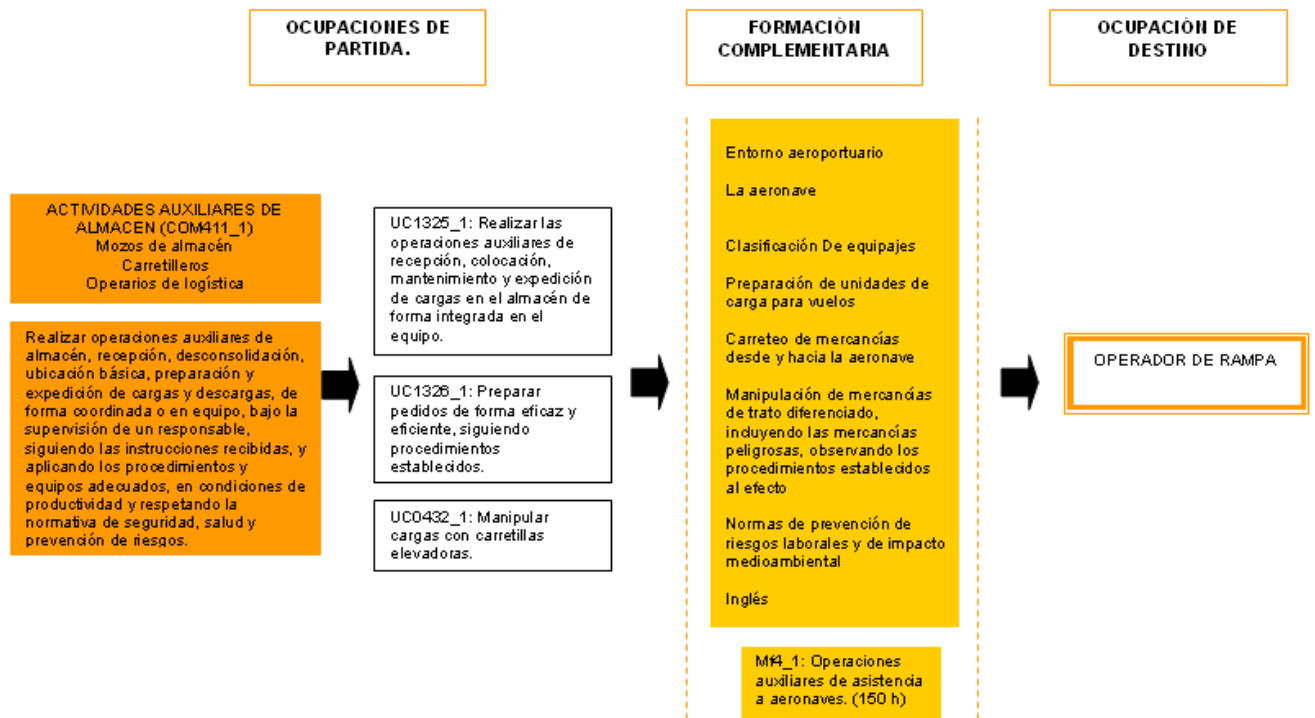 OCUPACIONES DE
PARTIDA.
FORMACIÓN
COMPLEMENTARIA
OCUPACIÓN DE
DESTINO
ACTIVIDADES AUXILIARES DE
ALMACEN (COM411_1)
Mozos de almacén
Carretilleros
Operarios de logística
Realizar operaciones auxiliares de
almacén, recepción, desconsolidación,
ubicación básica, preparación y
expedición de cargas y descargas, de
forma coordinada o en equipo, bajo la
supervisión de un responsable,
siguiendo las instrucciones recibidas, y
aplicando los procedimientos y
equipos adecuados, en condiciones de
productividad y respetando la
normativa de seguridad, salud y
prevención de riesgos.
UC1325_1: Realizar las
operaciones auxiliares de
recepción, colocación,
mantenimiento y expedición
de cargas en el almacén de
forma integrada en el
equipo.
UC1326_1: Preparar
pedidos de forma eficaz y
eficiente, siguiendo
procedimientos
establecidos.
UC0432_1: Manipular
cargas con carretillas
elevadoras.
Entorno aeroportuario
La aeronave
Clasificación De equipajes
Preparación de unidades de
carga para vuelos
Carreteo de mercancías
desde y hacia la aeronave
Manipulación de mercancías
de trato diferenciado,
incluyendo las mercancías
peligrosas, observando los
procedimientos establecidos
al efecto
Normas de prevención de
riesgos laborales y de impacto
medioambiental
Inglés
Mf4_1: Operaciones
auxiliares de asistencia
a aeronaves. (150 h)
OPERADOR DE RAMPA